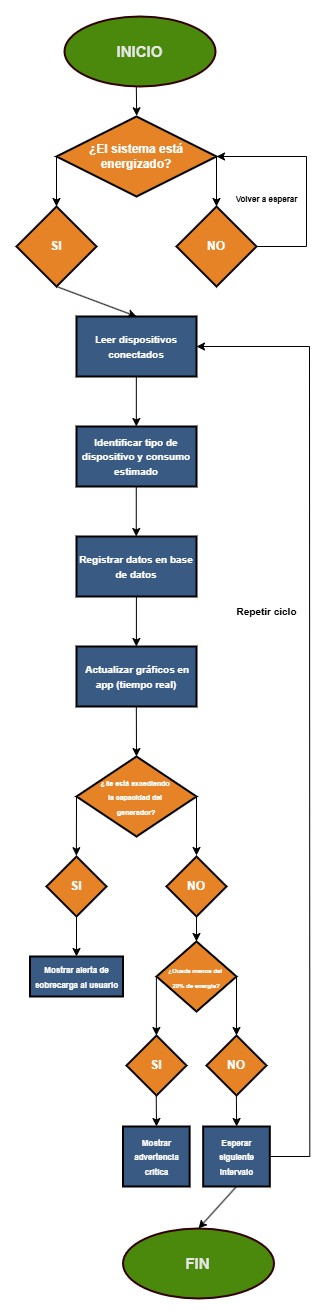 INICIO
¿El sistema está
energizado?
Volver a esperar
SI
NO
Leer dispositivos
conectados
Identificar tipo de
dispositivo y consumo
estimado
Registrar datos en base
de datos
Repetir ciclo
Actualizar gráficos en
app (tiempo real)
¿Se está exsediendo
la capacidad del
generador?
SI
NO
Mostrar alerta de
sobrecarga al usuario
¿Queda menos del
20% de energía?
SI
NO
Mostrar
advertencia
crítica
Esperar
siguiente
intervalo
FIN